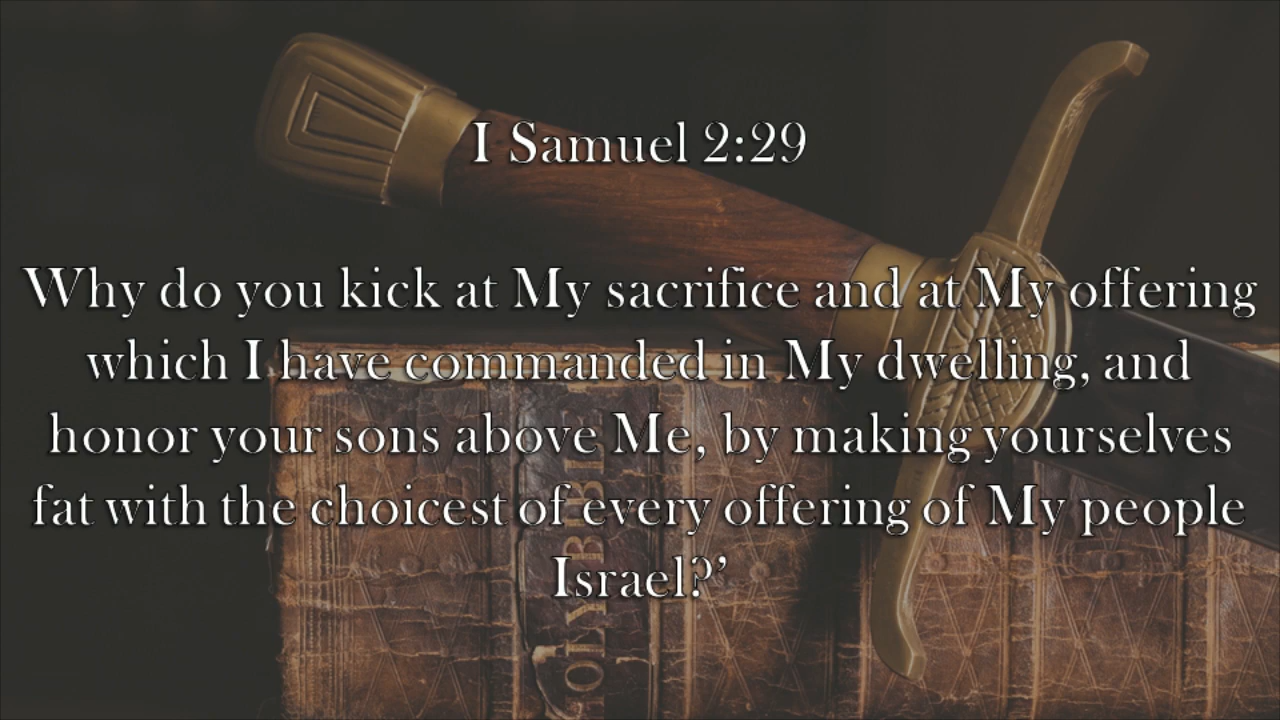 I Samuel 2:29
Why do you kick at My sacrifice and at My offering
which I have commanded in My dwelling, and
honor your sons above Me, by making yourselves
fat with the choicest of every offering of My people
Israel?’
HOLY BIBLE